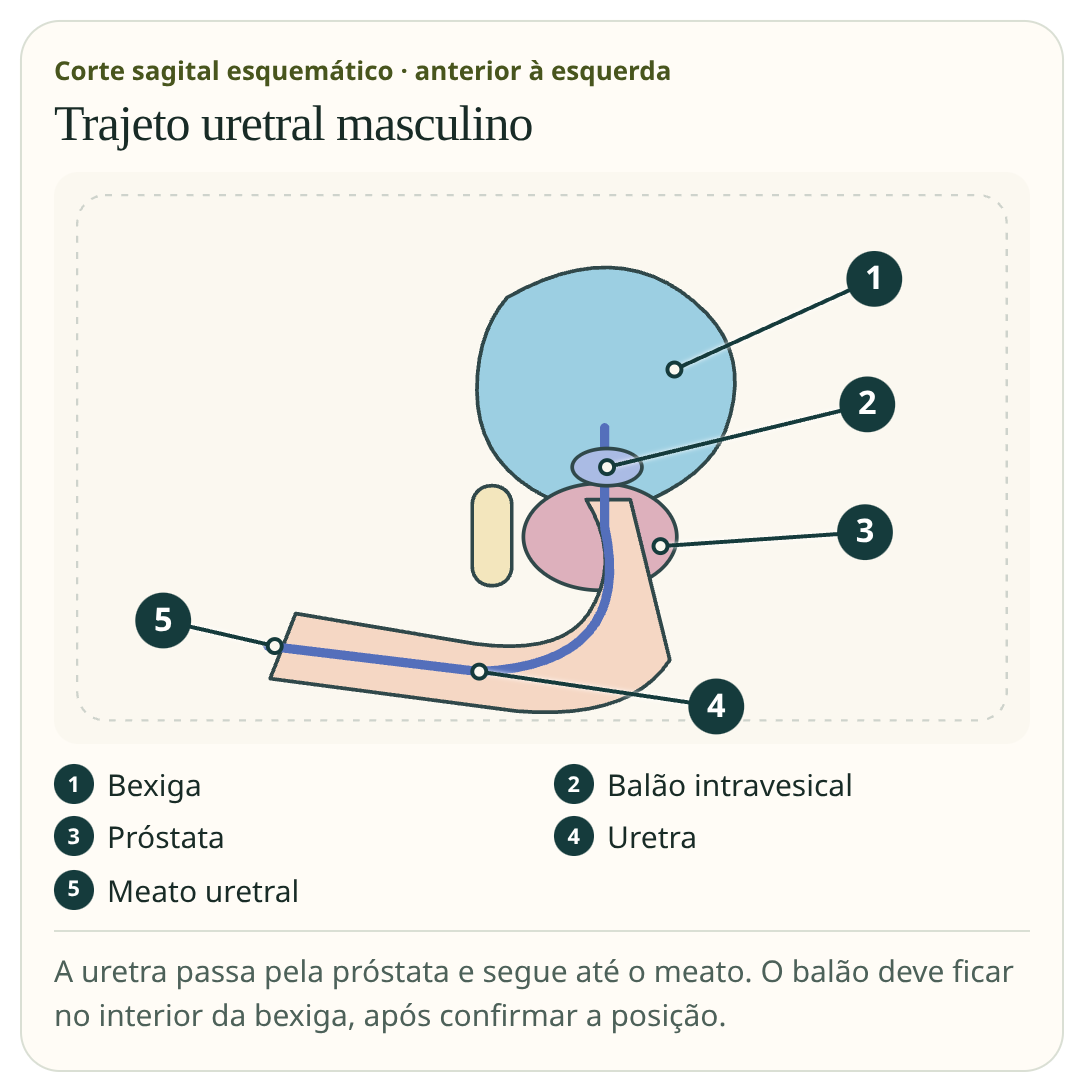 Corte sagital esquemático · anterior à esquerda
Trajeto uretral masculino
1
2
3
5
4
1 Bexiga
2 Balão intravesical
3 Próstata
4 Uretra
5 Meato uretral
A uretra passa pela próstata e segue até o meato. O balão deve ficar
no interior da bexiga, após confirmar a posição.